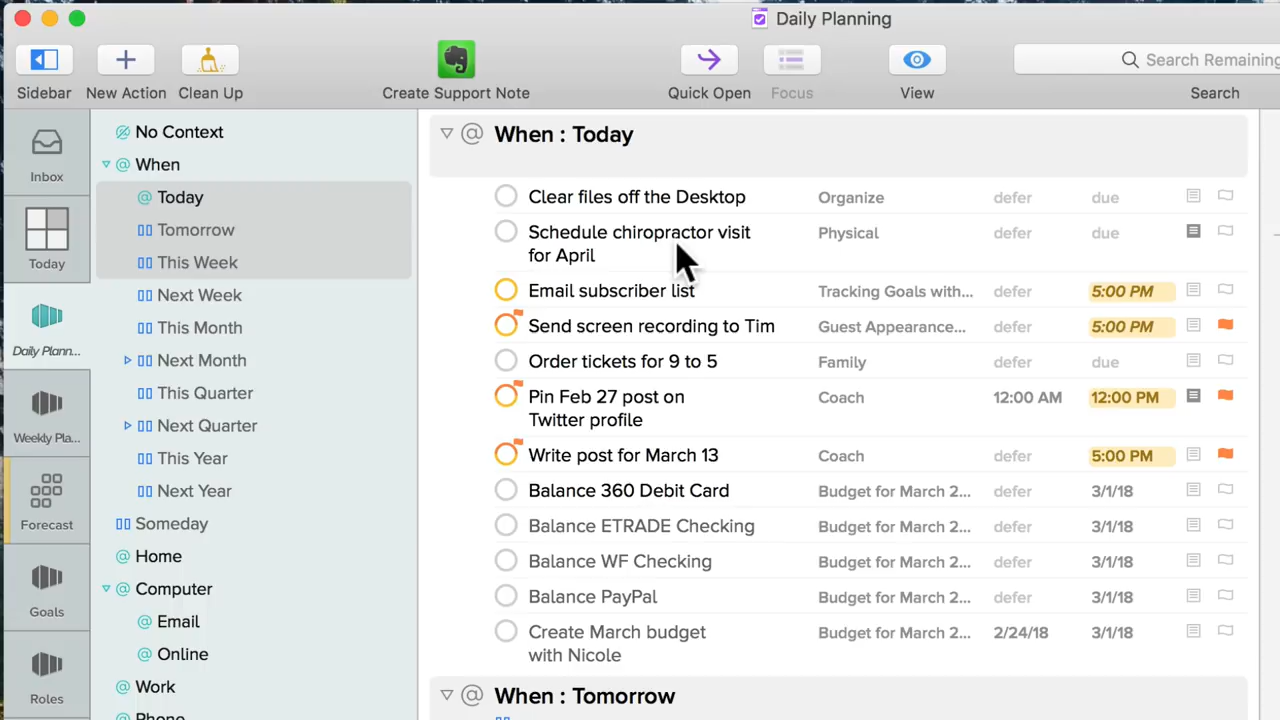 Daily Planning
Sidebar
New Action
Clean Up
Create Support Note
Quick Open
Focus
View
Search Remaining
Search
Inbox
Today
Daily Plann...
Weekly Pla...
Forecast
Goals
Roles
No Context
When
Today
Tomorrow
This Week
Next Week
This Month
Next Month
This Quarter
Next Quarter
This Year
Next Year
Someday
Home
Computer
Email
Online
Work
Phone
When : Today
Clear files off the Desktop Organize defer due
Schedule chiropractor visit Physical defer due
for April
Email subscriber list Tracking Goals with... defer 5:00 PM
Send screen recording to Tim Guest Appearance... defer 5:00 PM
Order tickets for 9 to 5 Family defer due
Pin Feb 27 post on Coach 12:00 AM 12:00 PM
Twitter profile
Write post for March 13 Coach defer 5:00 PM
Balance 360 Debit Card Budget for March 2... defer 3/1/18
Balance ETRADE Checking Budget for March 2... defer 3/1/18
Balance WF Checking Budget for March 2... defer 3/1/18
Balance PayPal Budget for March 2... defer 3/1/18
Create March budget Budget for March 2... 2/24/18 3/1/18
with Nicole
When : Tomorrow